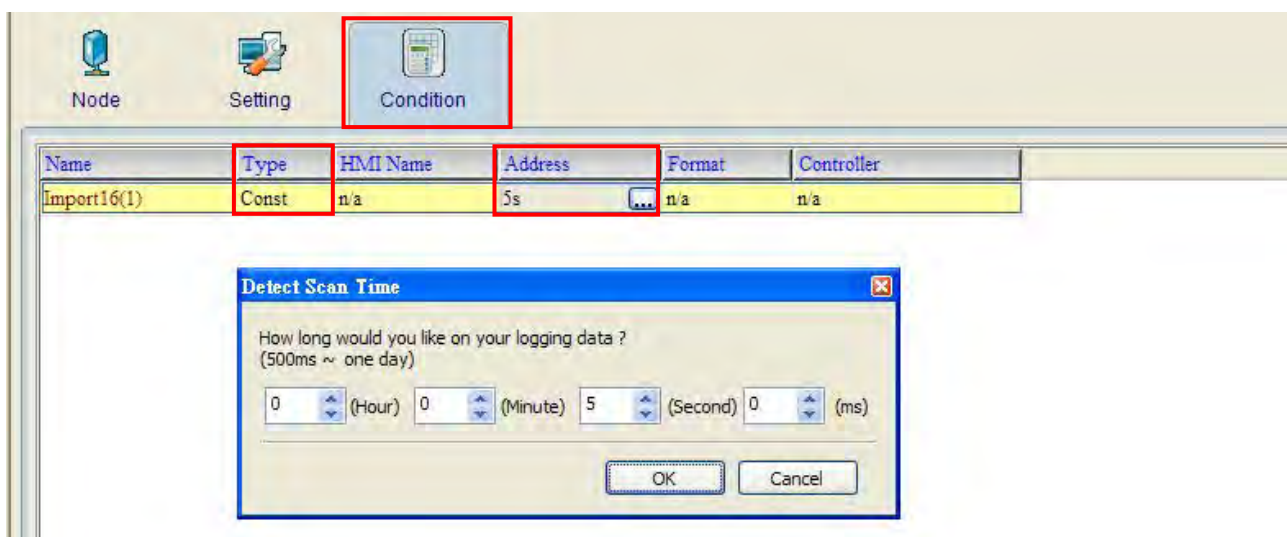 Node Setting Condition
Name Type HMI Name Address Format Controller
Import16(1) Const n/a 5s ... n/a n/a
Detect Scan Time
How long would you like on your logging data ?
(500ms ~ one day)
0 (Hour) 0 (Minute) 5 (Second) 0 (ms)
OK Cancel